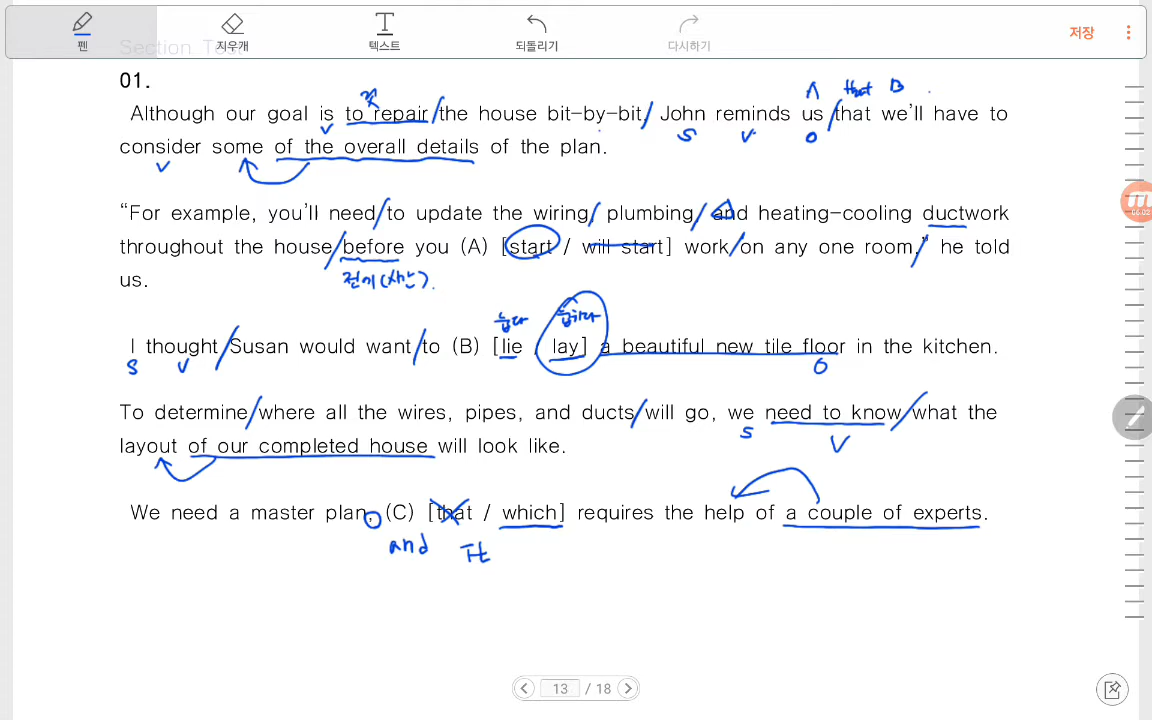 펜
지우개
텍스트
되돌리기
다시하기
저장
Section. Test
01.
A that B
것
Although our goal is to repair the house bit-by-bit, John reminds us that we'll have to
V S V O
consider some of the overall details of the plan.
V
"For example, you'll need to update the wiring, plumbing, and heating-cooling ductwork
throughout the house before you (A) [start / will start] work on any one room," he told
us.
전에(시간).
눕다 눕히다
I thought Susan would want to (B) [lie / lay] a beautiful new tile floor in the kitchen.
S V O
To determine where all the wires, pipes, and ducts will go, we need to know what the
S V
layout of our completed house will look like.
We need a master plan, (C) [that / which] requires the help of a couple of experts.
and It
13 / 18